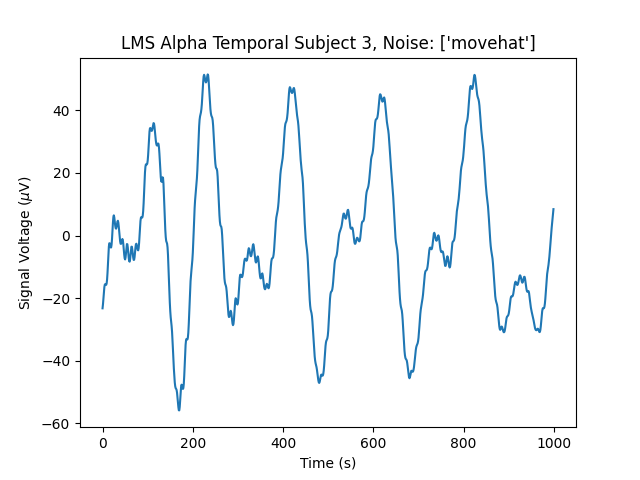 LMS Alpha Temporal Subject 3, Noise: ['movehat']
Signal Voltage (μV)
40
20
0
−20
−40
−60
0 200 400 600 800 1000
Time (s)